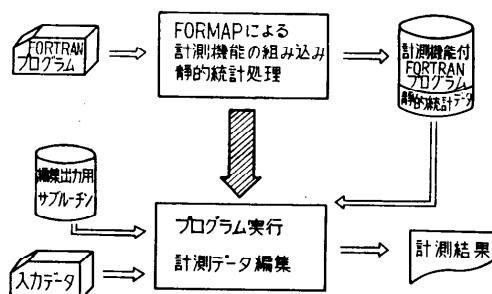 FORTRAN
プログラム
FORMAPによる
計測機能の組み込み
静的統計処理
計測機能付
FORTRAN
プログラム
静的統計データ
編集出力用
サブルーチン
入力データ
プログラム実行
計測データ編集
計測結果